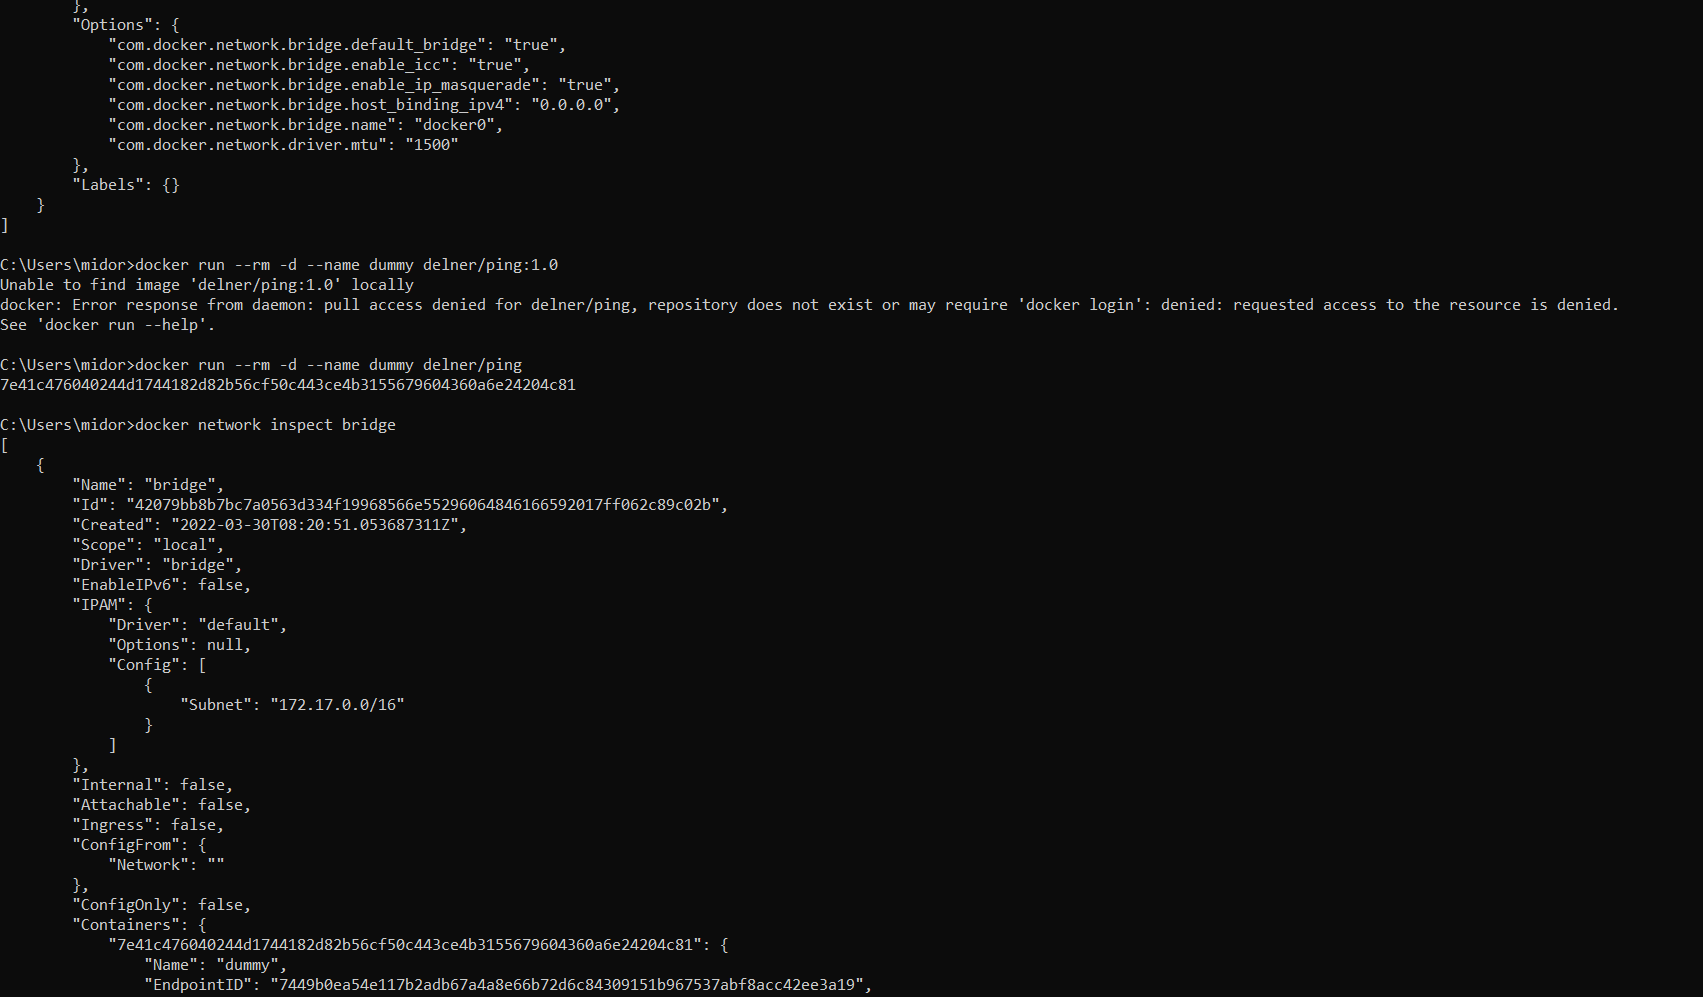 },
        "Options": {
            "com.docker.network.bridge.default_bridge": "true",
            "com.docker.network.bridge.enable_icc": "true",
            "com.docker.network.bridge.enable_ip_masquerade": "true",
            "com.docker.network.bridge.host_binding_ipv4": "0.0.0.0",
            "com.docker.network.bridge.name": "docker0",
            "com.docker.network.driver.mtu": "1500"
        },
        "Labels": {}
    }
]

C:\Users\midor>docker run --rm -d --name dummy delner/ping:1.0
Unable to find image 'delner/ping:1.0' locally
docker: Error response from daemon: pull access denied for delner/ping, repository does not exist or may require 'docker login': denied: requested access to the resource is denied.
See 'docker run --help'.

C:\Users\midor>docker run --rm -d --name dummy delner/ping
7e41c476040244d1744182d82b56cf50c443ce4b3155679604360a6e24204c81

C:\Users\midor>docker network inspect bridge
[
    {
        "Name": "bridge",
        "Id": "42079bb8b7bc7a0563d334f19968566e55296064846166592017ff062c89c02b",
        "Created": "2022-03-30T08:20:51.053687311Z",
        "Scope": "local",
        "Driver": "bridge",
        "EnableIPv6": false,
        "IPAM": {
            "Driver": "default",
            "Options": null,
            "Config": [
                {
                    "Subnet": "172.17.0.0/16"
                }
            ]
        },
        "Internal": false,
        "Attachable": false,
        "Ingress": false,
        "ConfigFrom": {
            "Network": ""
        },
        "ConfigOnly": false,
        "Containers": {
            "7e41c476040244d1744182d82b56cf50c443ce4b3155679604360a6e24204c81": {
                "Name": "dummy",
                "EndpointID": "7449b0ea54e117b2adb67a4a8e66b72d6c84309151b967537abf8acc42ee3a19",